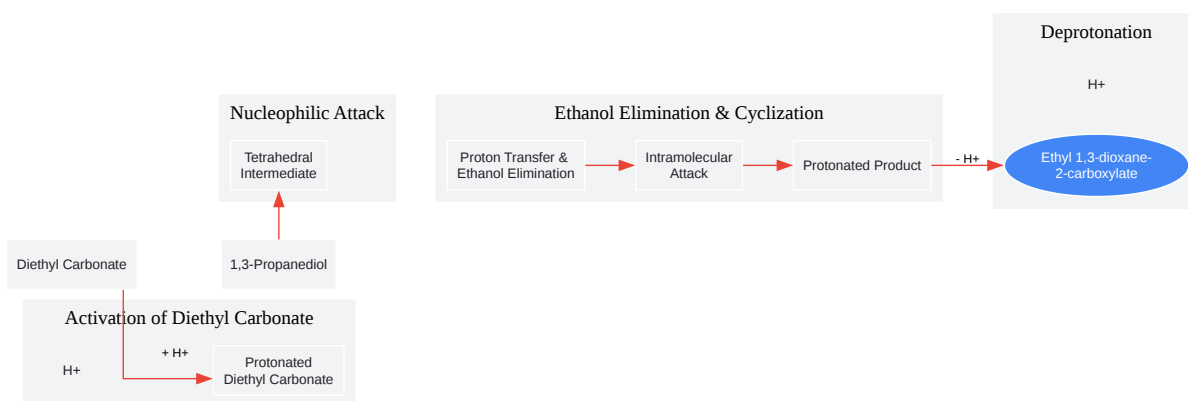 Deprotonation
H+
Nucleophilic Attack
Tetrahedral
Intermediate
Ethanol Elimination & Cyclization
Proton Transfer &
Ethanol Elimination
Intramolecular
Attack
Protonated Product
- H+
Ethyl 1,3-dioxane-
2-carboxylate
Diethyl Carbonate
1,3-Propanediol
Activation of Diethyl Carbonate
H+
+ H+
Protonated
Diethyl Carbonate